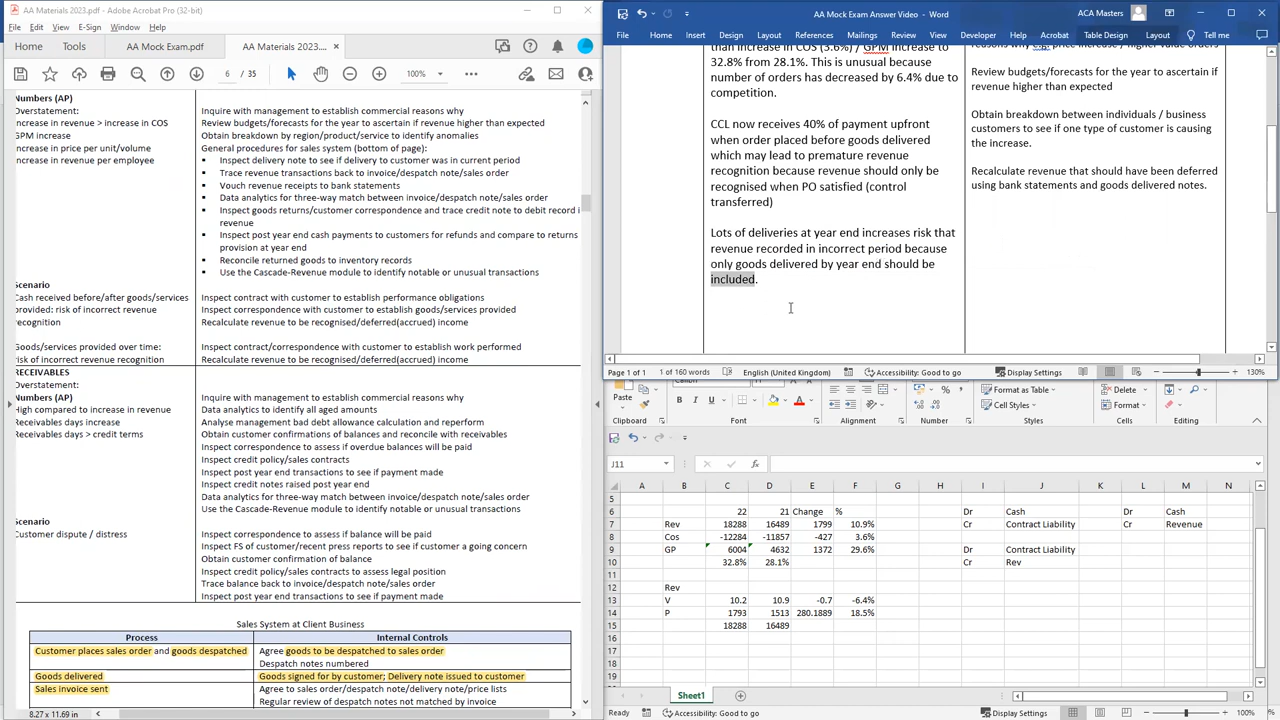 AA Materials 2023.pdf - Adobe Acrobat Pro (32-bit)
File Edit View E-Sign Window Help
Home Tools AA Mock Exam.pdf AA Materials 2023....
6 / 35 100%
Numbers (AP)
Overstatement: Inquire with management to establish commercial reasons why
Increase in revenue > increase in COS Review budgets/forecasts for the year to ascertain if revenue higher than expected
GPM increase Obtain breakdown by region/product/service to identify anomalies
Increase in price per unit/volume General procedures for sales system (bottom of page):
Increase in revenue per employee Inspect delivery note to see if delivery to customer was in current period
Trace revenue transactions back to invoice/despatch note/sales order
Vouch revenue receipts to bank statements
Data analytics for three-way match between invoice/despatch note/sales order
Inspect goods returns/customer correspondence and trace credit note to debit record i
revenue
Inspect post year end cash payments to customers for refunds and compare to returns
provision at year end
Reconcile returned goods to inventory records
Use the Cascade-Revenue module to identify notable or unusual transactions
Scenario
Cash received before/after goods/services Inspect contract with customer to establish performance obligations
provided: risk of incorrect revenue Inspect correspondence with customer to establish goods/services provided
recognition Recalculate revenue to be recognised/deferred(accrued) income
Goods/services provided over time: Inspect contract/correspondence with customer to establish work performed
risk of incorrect revenue recognition Recalculate revenue to be recognised/deferred(accrued) income
RECEIVABLES
Overstatement:
Numbers (AP) Inquire with management to establish commercial reasons why
High compared to increase in revenue Data analytics to identify all aged amounts
Receivables days increase Analyse management bad debt allowance calculation and reperform
Receivables days > credit terms Obtain customer confirmations of balances and reconcile with receivables
Inspect correspondence to assess if overdue balances will be paid
Inspect credit policy/sales contracts
Inspect post year end transactions to see if payment made
Inspect credit notes raised post year end
Data analytics for three-way match between invoice/despatch note/sales order
Use the Cascade-Revenue module to identify notable or unusual transactions
Scenario
Customer dispute / distress Inspect correspondence to assess if balance will be paid
Inspect FS of customer/recent press reports to see if customer a going concern
Obtain customer confirmation of balance
Inspect credit policy/sales contracts to assess legal position
Trace balance back to invoice/despatch note/sales order
Inspect post year end transactions to see if payment made
Sales System at Client Business
Process Internal Controls
Customer places sales order and goods despatched Agree goods to be despatched to sales order
Despatch notes numbered
Goods delivered Goods signed for by customer; Delivery note issued to customer
Sales invoice sent Agree to sales order/despatch note/delivery note/price lists
Regular review of despatch notes not matched by invoice
8.27 x 11.69 in
AA Mock Exam Answer Video - Word ACA Masters
File Home Insert Design Layout References Mailings Review View Developer Help Acrobat Table Design Layout Tell me
than increase in COS (3.6%) / GPM increase to
32.8% from 28.1%. This is unusual because
number of orders has decreased by 6.4% due to
competition.
CCL now receives 40% of payment upfront
when order placed before goods delivered
which may lead to premature revenue
recognition because revenue should only be
recognised when PO satisfied (control
transferred)
Lots of deliveries at year end increases risk that
revenue recorded in incorrect period because
only goods delivered by year end should be
included.
reasons why e.g. price increase / higher value orders
Review budgets/forecasts for the year to ascertain if
revenue higher than expected
Obtain breakdown between individuals / business
customers to see if one type of customer is causing
the increase.
Recalculate revenue that should have been deferred
using bank statements and goods delivered notes.
Page 1 of 1 1 of 160 words English (United Kingdom) Accessibility: Good to go Display Settings 130%
Paste Calibri Format as Table Delete
B I U Cell Styles Format
Clipboard Font Alignment Number Styles Cells Editing
J11 fx
A B C D E F G H I J K L M N
5
6 22 21 Change % Dr Cash Dr Cash
7 Rev 18288 16489 1799 10.9% Cr Contract Liability Cr Revenue
8 Cos -12284 -11857 -427 3.6%
9 GP 6004 4632 1372 29.6% Dr Contract Liability
10 32.8% 28.1% Cr Rev
11
12 Rev
13 V 10.2 10.9 -0.7 -6.4%
14 P 1793 1513 280.1889 18.5%
15 18288 16489
16
17
18
19
Sheet1
Ready Accessibility: Good to go Display Settings 100%